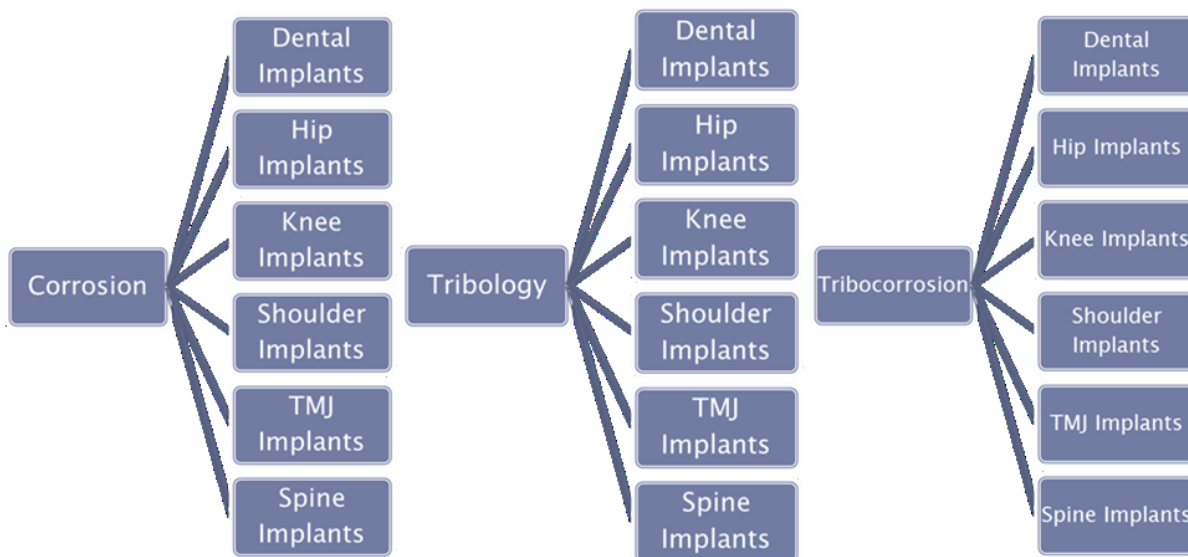 Corrosion
Dental
Implants
Hip
Implants
Knee
Implants
Shoulder
Implants
TMJ
Implants
Spine
Implants
Tribology
Dental
Implants
Hip
Implants
Knee
Implants
Shoulder
Implants
TMJ
Implants
Spine
Implants
Tribocorrosion
Dental
Implants
Hip Implants
Knee Implants
Shoulder
Implants
TMJ Implants
Spine Implants